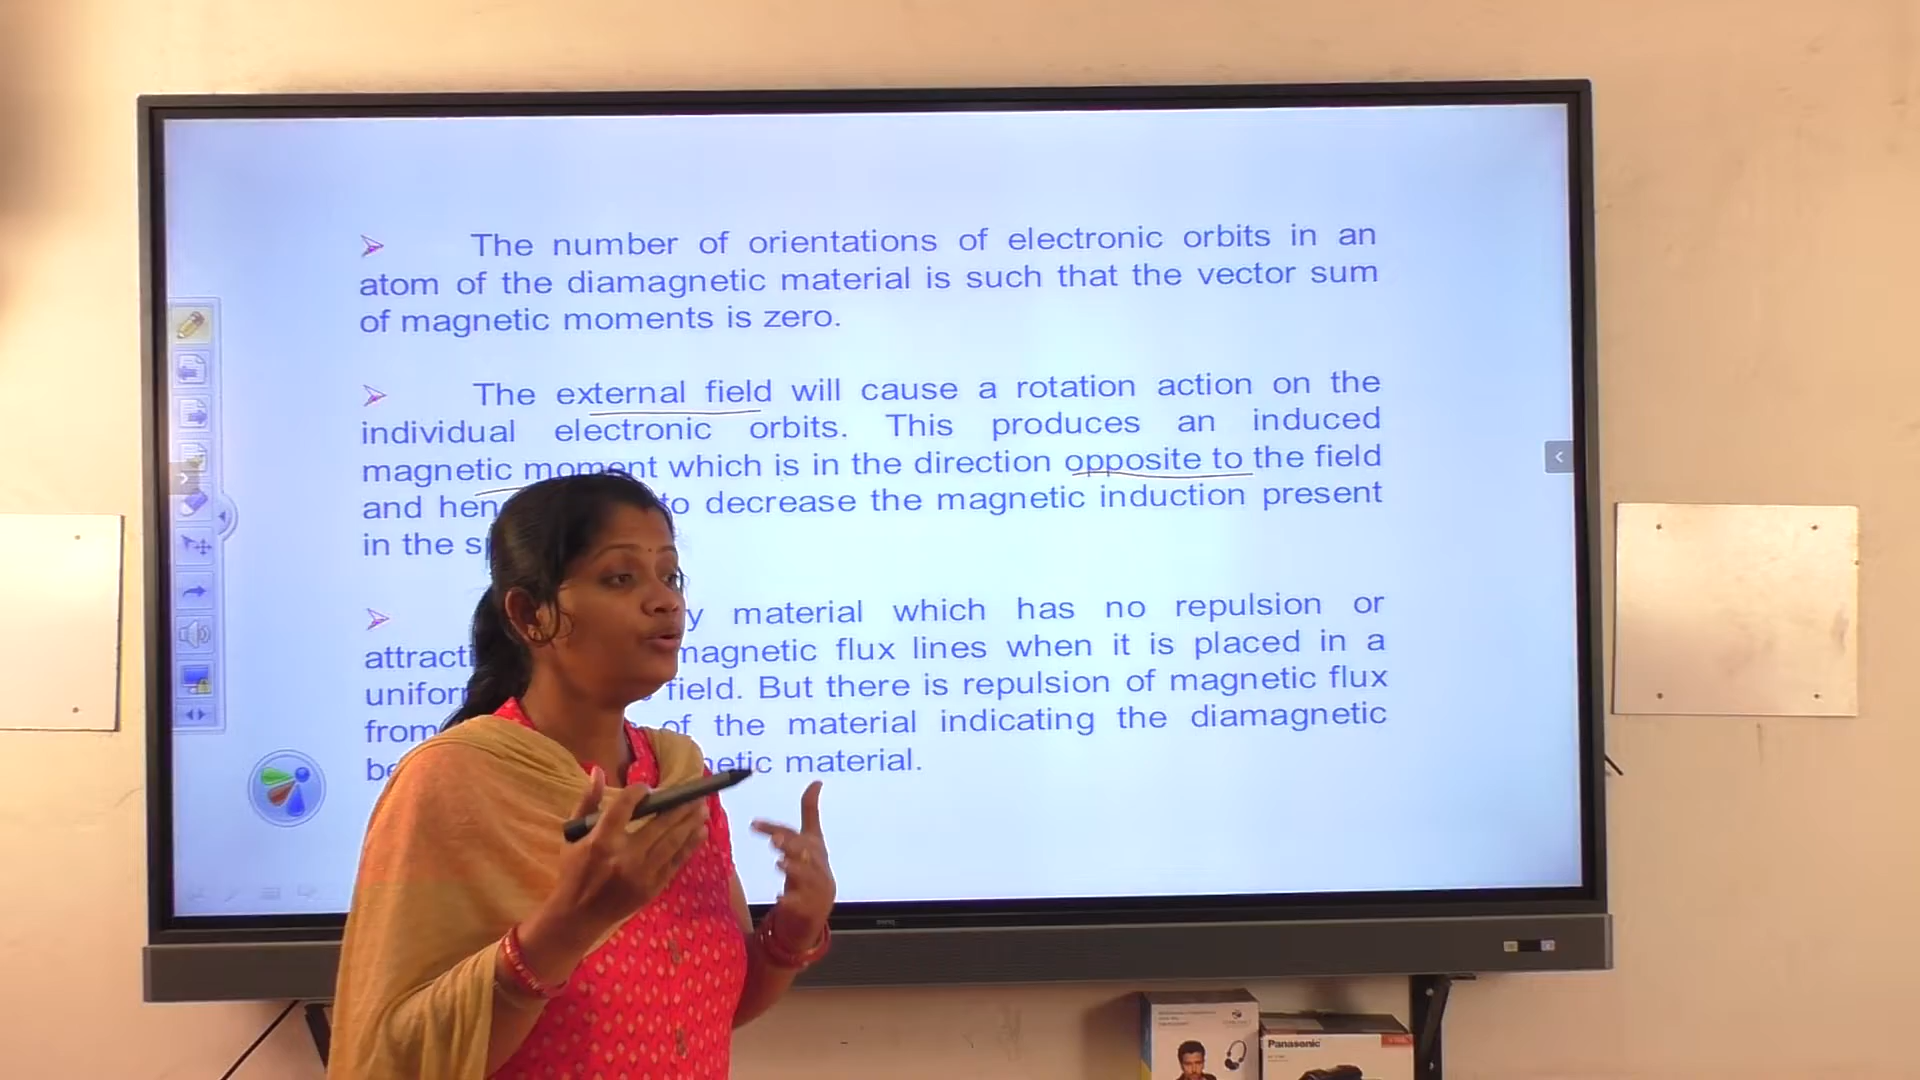 The number of orientations of electronic orbits in an
atom of the diamagnetic material is such that the vector sum
of magnetic moments is zero.
The external field will cause a rotation action on the
individual electronic orbits. This produces an induced
magnetic moment which is in the direction opposite to the field
and hen to decrease the magnetic induction present
in the
material which has no repulsion or
magnetic flux lines when it is placed in a
field. But there is repulsion of magnetic flux
from of the material indicating the diamagnetic
material.
Panasonic